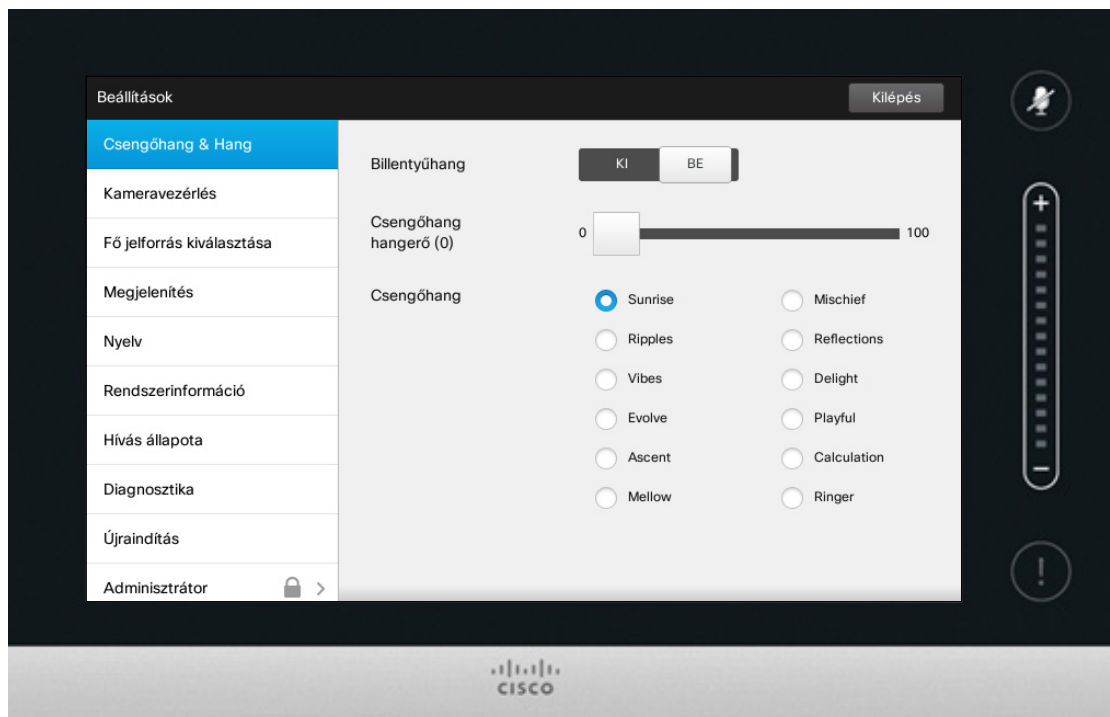 Beállítások
Kilépés
Csengőhang & Hang
Kameravezérlés
Fő jelforrás kiválasztása
Megjelenítés
Nyelv
Rendszerinformáció
Hívás állapota
Diagnosztika
Újraindítás
Adminisztrátor
Billentyűhang
KI BE
Csengőhang
hangerő (0)
0 100
Csengőhang
Sunrise Mischief
Ripples Reflections
Vibes Delight
Evolve Playful
Ascent Calculation
Mellow Ringer
+
−
!
CISCO